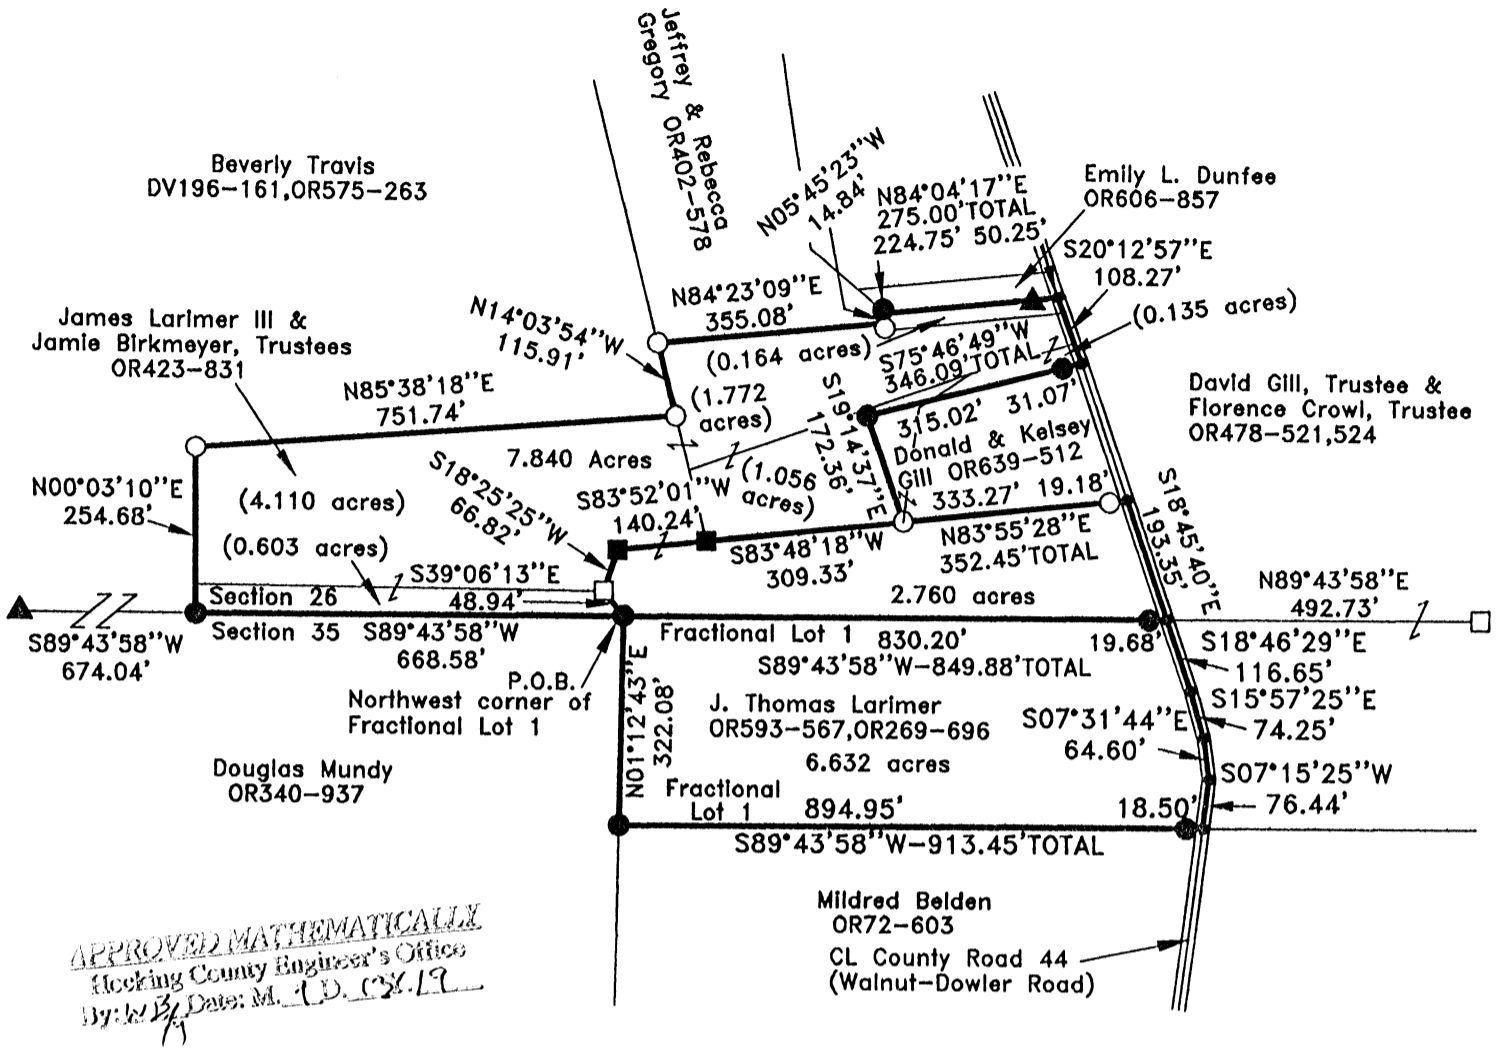 Jeffrey & Rebecca
Gregory OR402-578
Beverly Travis
DV196-161,OR575-263
N05°45'23''W
14.84'
N84°04'17''E
275.00'TOTAL
224.75' 50.25'
Emily L. Dunfee
OR606-857
S20°12'57''E
108.27'
(0.135 acres)
N84°23'09''E
355.08'
(0.164 acres)
N14°03'54''W
115.91'
James Larimer III &
Jamie Birkmeyer, Trustees
OR423-831
N85°38'18''E
751.74'
(1.772
acres)
S75°46'49''W
346.09'TOTAL
315.02' 31.07'
S19°14'37''E
172.36'
Donald & Kelsey
Gill OR639-512
David Gill, Trustee &
Florence Crowl, Trustee
OR478-521,524
7.840 Acres
N00°03'10''E
254.68'
(4.110 acres)
S18°25'25''W
66.82'
S83°52'01''W
140.24'
(1.056
acres)
333.27' 19.18'
N83°55'28''E
352.45'TOTAL
S18°45'40''E
193.35'
(0.603 acres)
S83°48'18''W
309.33'
S39°06'13''E
48.94'
2.760 acres
N89°43'58''E
492.73'
Section 26
Section 35
S89°43'58''W
674.04'
S89°43'58''W
668.58'
Fractional Lot 1 830.20' 19.68'
S89°43'58''W-849.88'TOTAL
S18°46'29''E
116.65'
P.O.B.
Northwest corner of
Fractional Lot 1
N01°12'43''E
322.08'
J. Thomas Larimer
OR593-567,OR269-696
6.632 acres
S07°31'44''E
64.60'
S15°57'25''E
74.25'
S07°15'25''W
76.44'
Douglas Mundy
OR340-937
Fractional
Lot 1 894.95' 18.50'
S89°43'58''W-913.45'TOTAL
Mildred Belden
OR72-603
CL County Road 44
(Walnut-Dowler Road)
APPROVED MATHEMATICALLY
Hocking County Engineer's Office
By: Date: M. D.